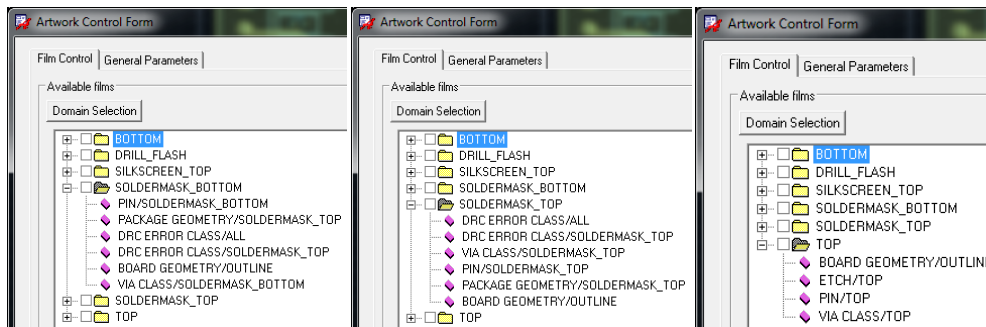 Artwork Control Form
Film Control
General Parameters
Available films
Domain Selection
BOTTOM
DRILL_FLASH
SILKSCREEN_TOP
SOLDERMASK_BOTTOM
PIN/SOLDERMASK_BOTTOM
PACKAGE GEOMETRY/SOLDERMASK_TOP
DRC ERROR CLASS/ALL
DRC ERROR CLASS/SOLDERMASK_TOP
BOARD GEOMETRY/OUTLINE
VIA CLASS/SOLDERMASK_BOTTOM
SOLDERMASK_TOP
TOP
Artwork Control Form
Film Control
General Parameters
Available films
Domain Selection
BOTTOM
DRILL_FLASH
SILKSCREEN_TOP
SOLDERMASK_BOTTOM
SOLDERMASK_TOP
DRC ERROR CLASS/ALL
DRC ERROR CLASS/SOLDERMASK_TOP
VIA CLASS/SOLDERMASK_TOP
PIN/SOLDERMASK_TOP
PACKAGE GEOMETRY/SOLDERMASK_TOP
BOARD GEOMETRY/OUTLINE
TOP
Artwork Control Form
Film Control
General Parameters
Available films
Domain Selection
BOTTOM
DRILL_FLASH
SILKSCREEN_TOP
SOLDERMASK_BOTTOM
SOLDERMASK_TOP
TOP
BOARD GEOMETRY/OUTLIN
ETCH/TOP
PIN/TOP
VIA CLASS/TOP